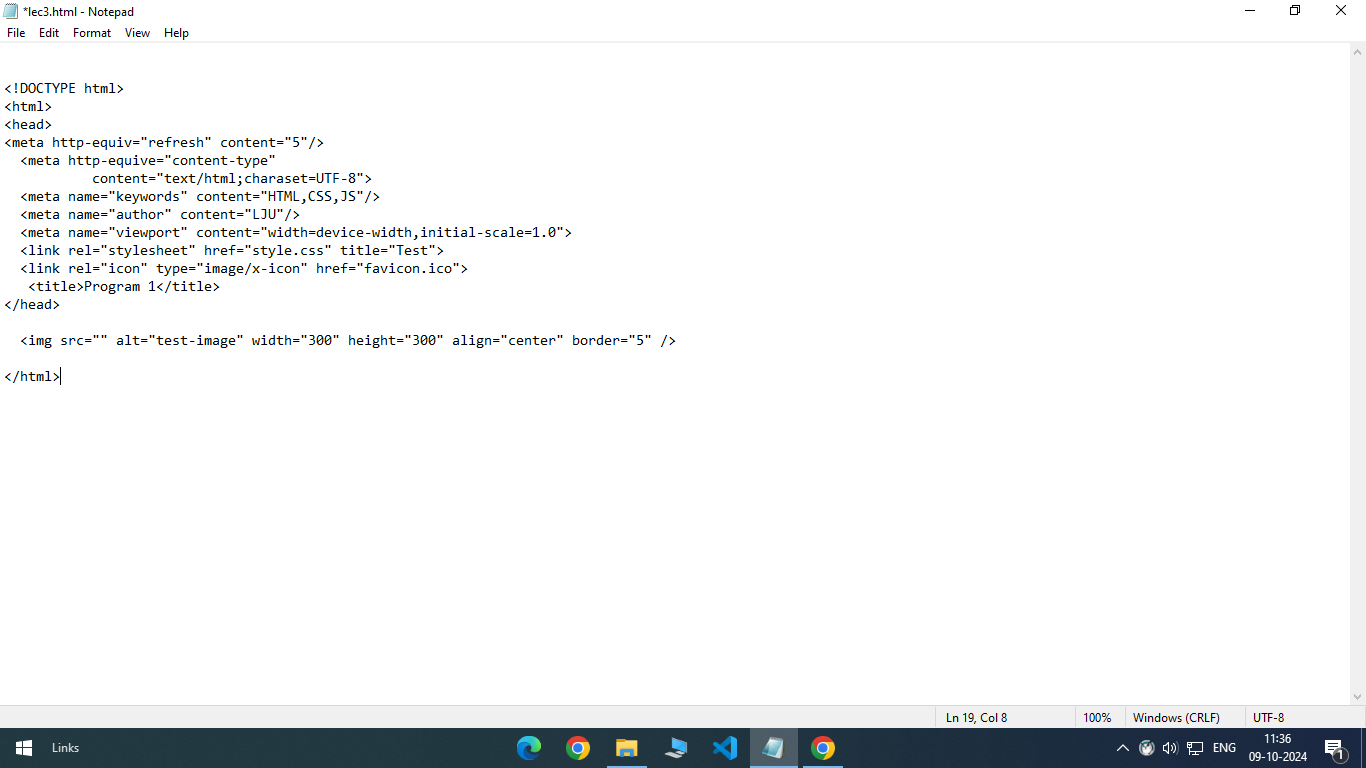 *lec3.html - Notepad
File Edit Format View Help
<!DOCTYPE html>
<html>
<head>
<meta http-equiv="refresh" content="5"/>
  <meta http-equive="content-type"
           content="text/html;charaset=UTF-8">
  <meta name="keywords" content="HTML,CSS,JS"/>
  <meta name="author" content="LJU"/>
  <meta name="viewport" content="width=device-width,initial-scale=1.0">
  <link rel="stylesheet" href="style.css" title="Test">
  <link rel="icon" type="image/x-icon" href="favicon.ico">
   <title>Program 1</title>
</head>
  <img src="" alt="test-image" width="300" height="300" align="center" border="5" />
</html>
Ln 19, Col 8 100% Windows (CRLF) UTF-8
Links ENG 11:36
09-10-2024 1